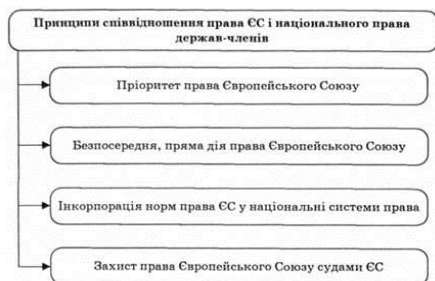 Принципи співвідношення права ЄС і національного права
держав-членів
Пріоритет права Європейського Союзу
Безпосередня, пряма дія права Європейського Союзу
Інкорпорація норм права ЄС у національні системи права
Захист права Європейського Союзу судами ЄС